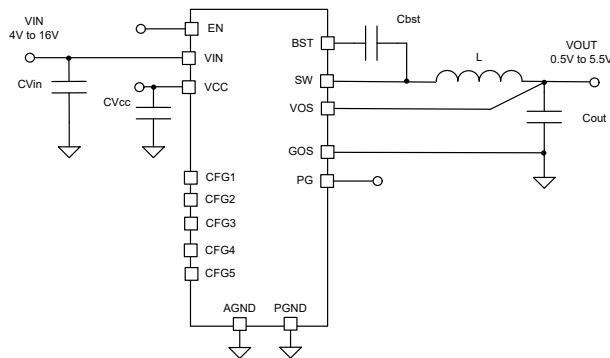 VIN
4V to 16V
CVin
CVcc
EN
VIN
VCC
CFG1
CFG2
CFG3
CFG4
CFG5
AGND PGND
BST
SW
VOS
GOS
PG
Cbst
L
VOUT
0.5V to 5.5V
Cout